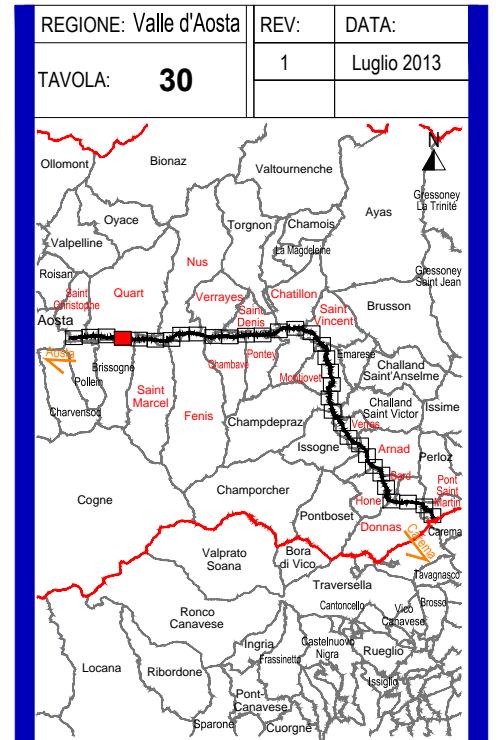 REGIONE: Valle d'Aosta
REV:
DATA:
TAVOLA: 30
1
Luglio 2013
N
Ollomont
Bionaz
Valtournenche
Gressoney
La Trinité
Ayas
Oyace
Torgnon
Chamois
Valpelline
La Magdeleine
Nus
Roisan
Gressoney
Saint Jean
Saint
Christophe
Quart
Verrayes
Chatillon
Saint
Denis
Saint
Vincent
Brusson
Aosta
Aosta
Brissogne
Pollein
Chambave
Pontey
Emarese
Challand
Saint'Anselme
Montjovet
Saint
Marcel
Fenis
Charvensod
Champdepraz
Challand
Saint Victor
Issime
Verres
Issogne
Arnad
Perloz
Bard
Pont
Saint
Martin
Cogne
Champorcher
Hone
Pontboset
Donnas
Carema
Carema
Valprato
Soana
Bora
di Vico
Traversella
Tavagnasco
Ronco
Canavese
Cantoncello
Vico
Canavese
Brosso
Ingria
Castelnuovo
Nigra
Rueglio
Frassinetto
Locana
Ribordone
Issiglio
Pont-
Canavese
Sparone
Cuorgne'